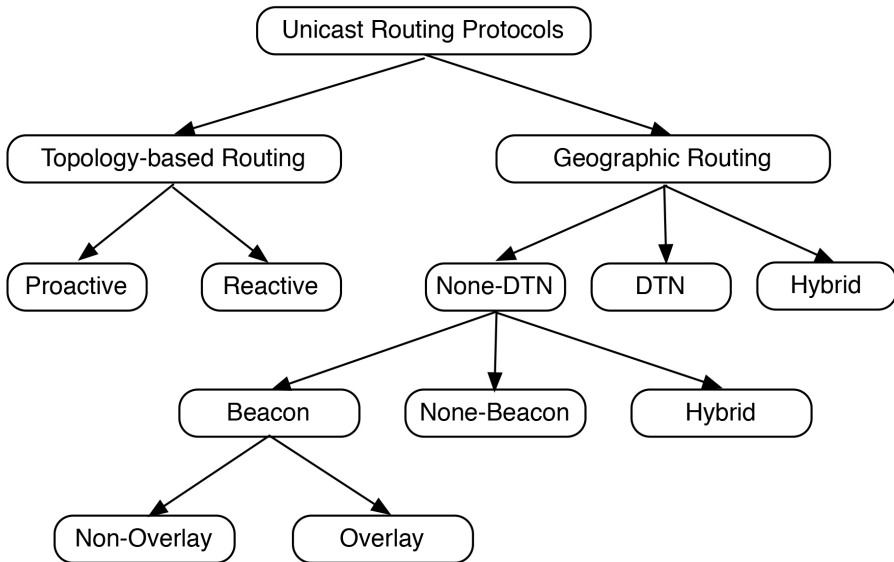 Unicast Routing Protocols
Topology-based Routing
Geographic Routing
Proactive
Reactive
None-DTN
DTN
Hybrid
Beacon
None-Beacon
Hybrid
Non-Overlay
Overlay